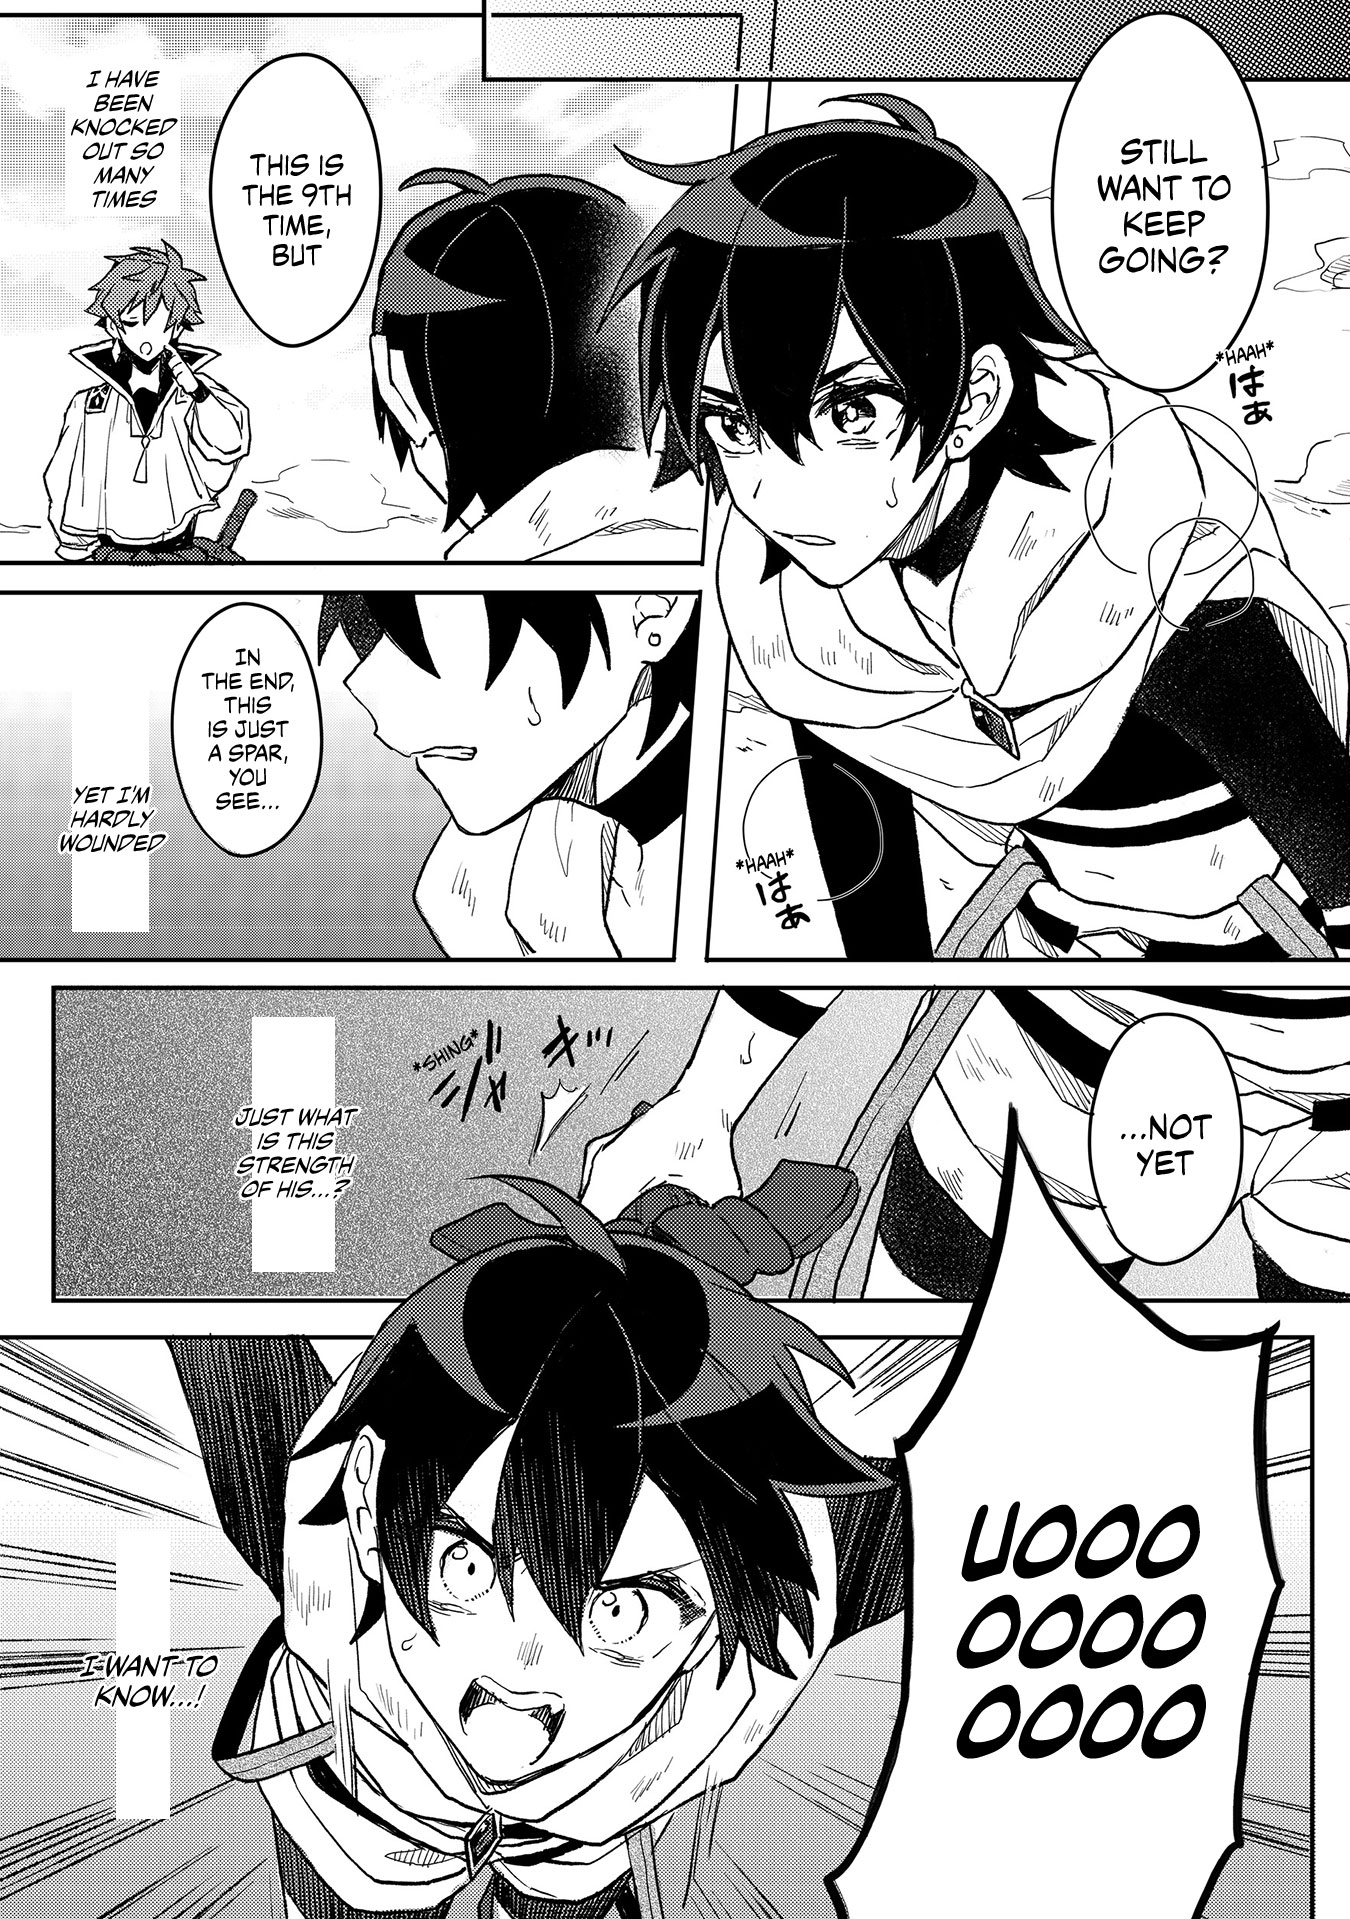 STILL
WANT TO
KEEP
GOING?
*HAAH*
はぁ
*HAAH*
はぁ
THIS IS
THE 9TH
TIME,
BUT
I HAVE
BEEN
KNOCKED
OUT SO
MANY
TIMES
IN
THE END,
THIS
IS JUST
A SPAR,
YOU
SEE...
YET I'M
HARDLY
WOUNDED
...NOT
YET
*SHING*
ジャ
キッ
JUST WHAT
IS THIS
STRENGTH
OF HIS...?
UOOO
OOOO
OOOO
I WANT TO
KNOW...!